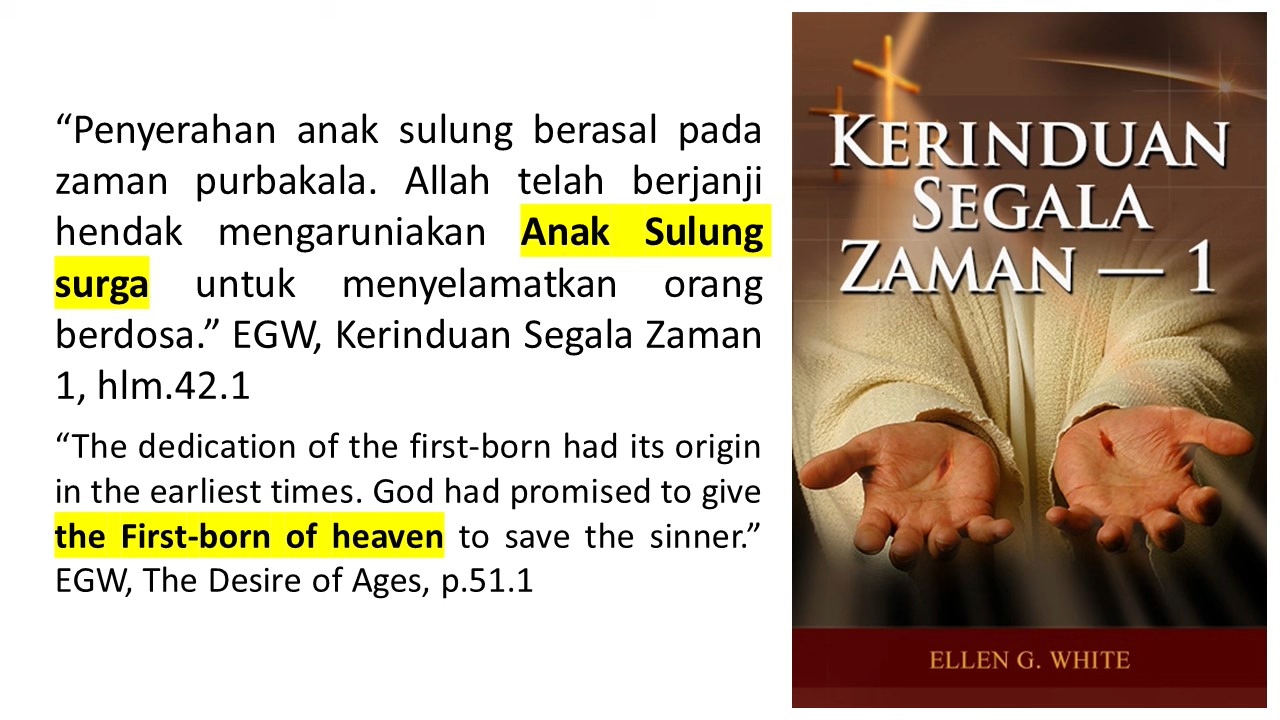 “Penyerahan anak sulung berasal pada
zaman purbakala. Allah telah berjanji
hendak mengaruniakan Anak Sulung
surga untuk menyelamatkan orang
berdosa.” EGW, Kerinduan Segala Zaman
1, hlm.42.1
“The dedication of the first-born had its origin
in the earliest times. God had promised to give
the First-born of heaven to save the sinner.”
EGW, The Desire of Ages, p.51.1
KERINDUAN
SEGALA
ZAMAN — 1
ELLEN G. WHITE